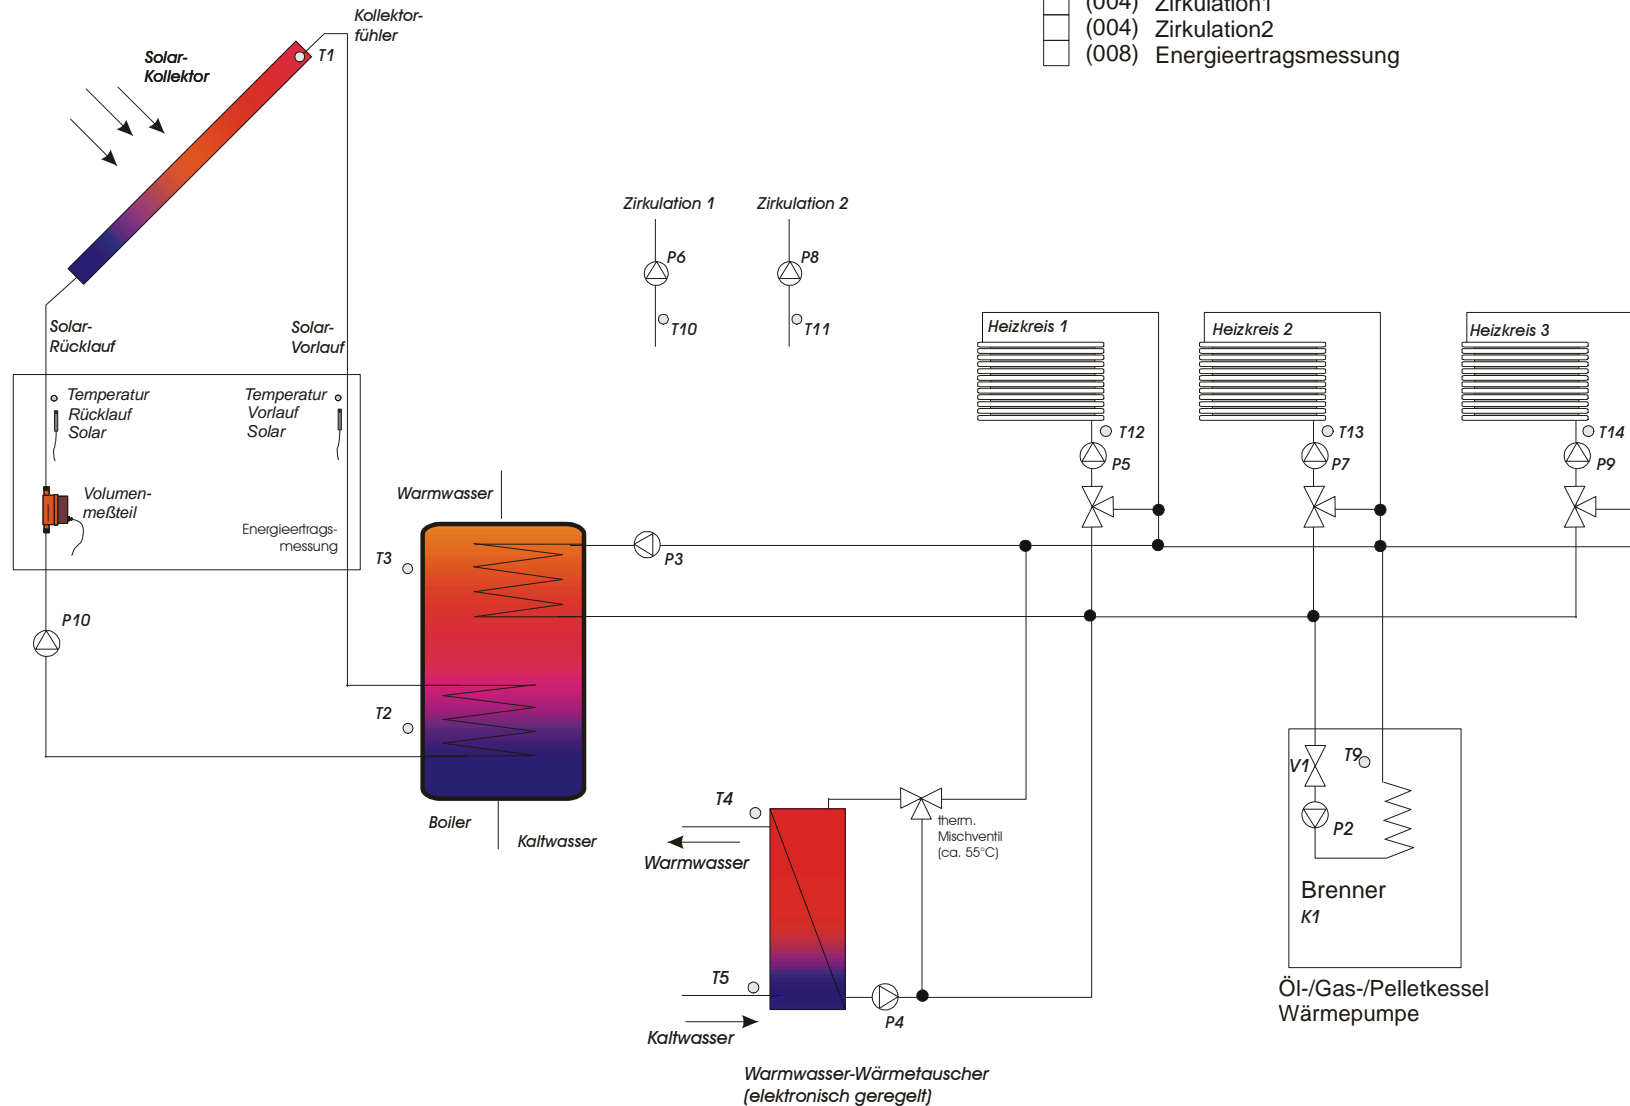 (004) Zirkulation1
(004) Zirkulation2
(008) Energieertragsmessung
Kollektor-
fühler
T1
Solar-
Kollektor
Zirkulation 1
Zirkulation 2
P6
P8
T10
T11
Solar-
Rücklauf
Solar-
Vorlauf
Heizkreis 1
Heizkreis 2
Heizkreis 3
Temperatur
Rücklauf
Solar
Temperatur
Vorlauf
Solar
T12
T13
T14
P5
P7
P9
Volumen-
meßteil
Energieertrags-
messung
Warmwasser
T3
P3
P10
T2
Boiler
Kaltwasser
V1
T9
P2
Brenner
K1
Öl-/Gas-/Pelletkessel
Wärmepumpe
T4
therm.
Mischventil
(ca. 55°C)
Warmwasser
T5
P4
Kaltwasser
Warmwasser-Wärmetauscher
(elektronisch geregelt)